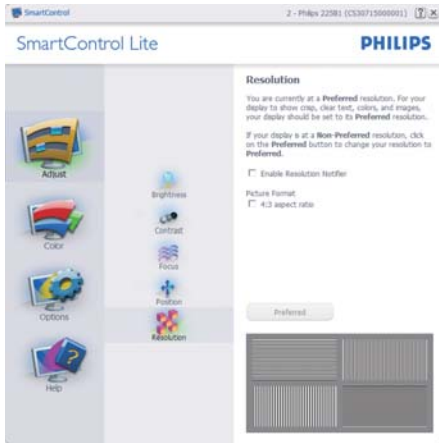 SmartControl
2 - Philips 225B1 (CS30715000001)
SmartControl Lite
PHILIPS
Adjust
Color
Options
Help
Brightness
Contrast
Focus
Position
Resolution
Resolution
You are currently at a Preferred resolution. For your
display to show crisp, clear text, colors, and images,
your display should be set to its Preferred resolution.
If your display is at a Non-Preferred resolution, click
on the Preferred button to change your resolution to
Preferred.
Enable Resolution Notifier
Picture Format
4:3 aspect ratio
Preferred